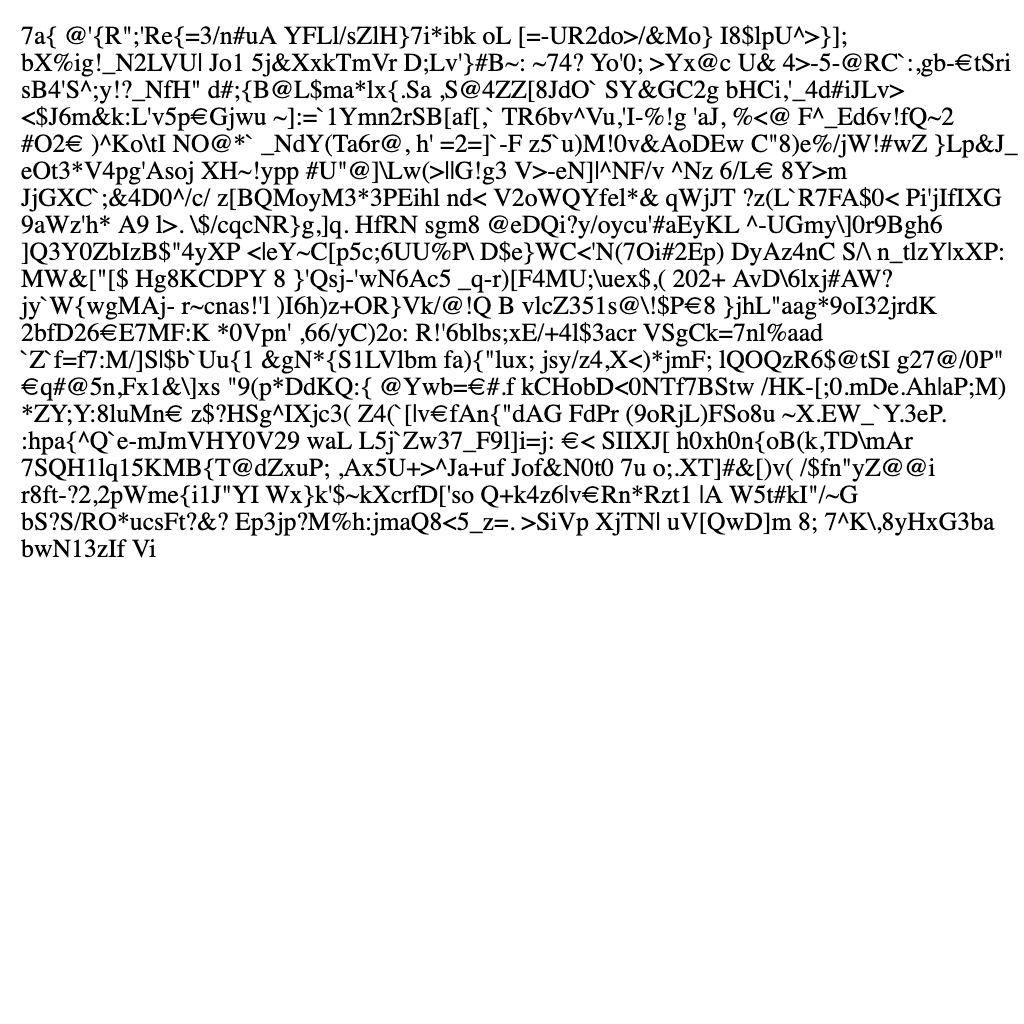 7a{ @'{R";'Re{=3/n#uA YFLl/sZlH}7i*ibk oL [=-UR2do>/&Mo} I8$lpU^>}];
bX%ig!_N2LVU| Jo1 5j&XxkTmVr D;Lv'}#B~: ~74? Yo'0; >Yx@c U& 4>-5-@RC`:,gb-€tSri
sB4'S^;y!?_NfH" d#;{B@L$ma*lx{.Sa ,S@4ZZ[8JdO` SY&GC2g bHCi,'_4d#iJLv>
<$J6m&k:L'v5p€Gjwu ~]:=`1Ymn2rSB[af[,` TR6bv^Vu,'I-%!g 'aJ, %<@ F^_Ed6v!fQ~2
#O2€ )^Ko\tI NO@*` _NdY(Ta6r@, h' =2=]`-F z5`u)M!0v&AoDEw C"8)e%/jW!#wZ }Lp&J_
eOt3*V4pg'Asoj XH~!ypp #U"@]\Lw(>||G!g3 V>-eN]|^NF/v ^Nz 6/L€ 8Y>m
JjGXC`;&4D0^/c/ z[BQMoyM3*3PEihl nd< V2oWQYfel*& qWjJT ?z(L`R7FA$0< Pi'jIfIXG
9aWz'h* A9 l>. \$/cqcNR}g,]q. HfRN sgm8 @eDQi?y/oycu'#aEyKL ^-UGmy\]0r9Bgh6
]Q3Y0ZbIzB$"4yXP <|eY~C[p5c;6UU%P\ D$e}WC<'N(7Oi#2Ep) DyAz4nC S/\ n_tlzY|xXP:
MW&["[$ Hg8KCDPY 8 }'Qsj-'wN6Ac5 _q-r)[F4MU;\uex$,( 202+ AvD\6lxj#AW?
jy`W{wgMAj- r~cnas!'l )I6h)z+OR}Vk/@!Q B vlcZ351s@\!$P€8 }jhL"aag*9oI32jrdK
2bfD26€E7MF:K *0Vpn' ,66/yC)2o: R!'6blbs;xE/+4l$3acr VSgCk=7nl%aad
`Z`f=f7:M/]S|$b`Uu{1 &gN*{S1LVlbm fa){"lux; jsy/z4,X<)*jmF; lQOQzR6$@tSI g27@/0P"
€q#@5n,Fx1&\]xs "9(p*DdKQ:{ @Ywb=€#.f kCHobD<0NTf7BStw /HK-[;0.mDe.Ah|aP;M)
*ZY;Y:8luMn€ z$?HSg^IXjc3( Z4(`[|v€fAn{"dAG FdPr (9oRjL)FSo8u ~X.EW_`Y.3eP.
:hpa{^Q`e-mJmVHY0V29 waL L5j`Zw37_F9l]i=j: €< SIIXJ[ h0xh0n{oB(k,TD\mAr
7SQH1lq15KMB{T@dZxuP; ,Ax5U+>^Ja+uf Jof&N0t0 7u o;.XT]#&[)v( /$fn"yZ@@i
r8ft-?2,2pWme{i1J"YI Wx}k'$~kXcrfD['so Q+k4z6|v€Rn*Rzt1 |A W5t#kI"/~G
bS?S/RO*ucsFt?&? Ep3jp?M%h:jmaQ8<5_z=. >SiVp XjTN| uV[QwD]m 8; 7^K\,8yHxG3ba
bwN13zIf Vi